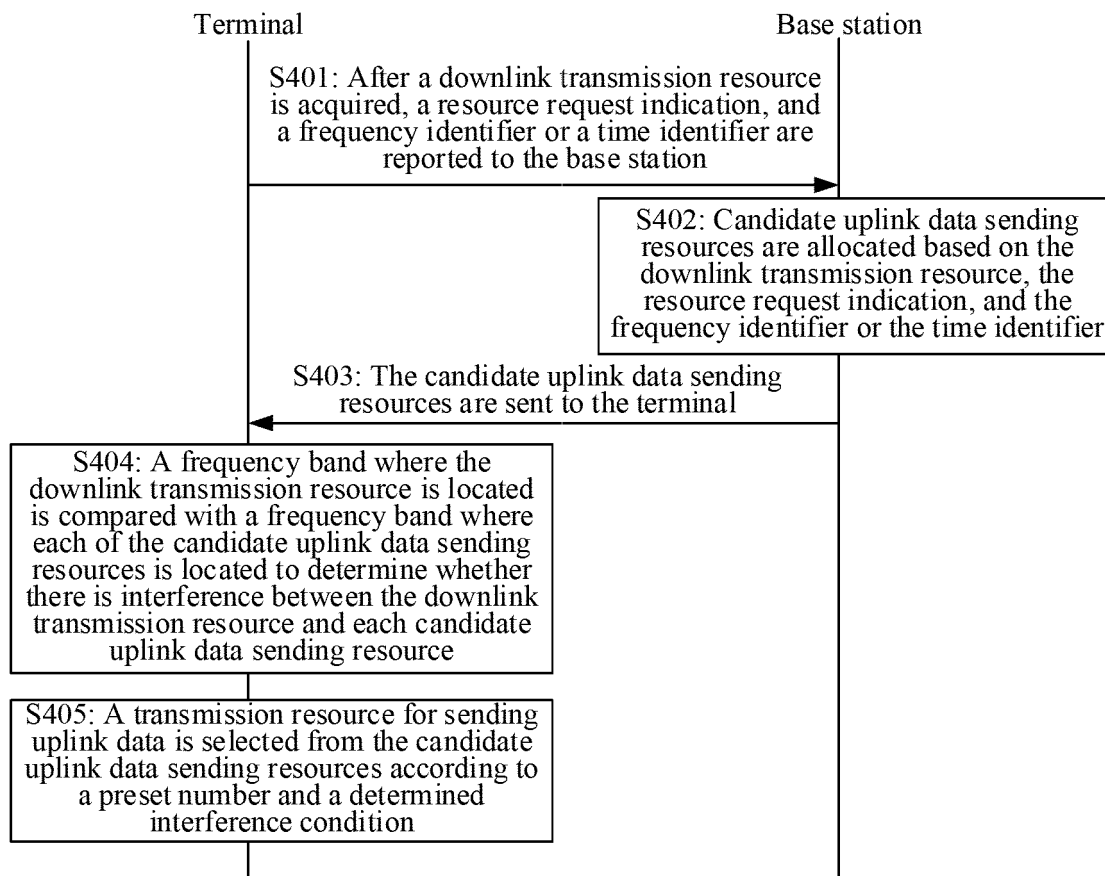 Terminal
Base station
S401: After a downlink transmission resource
is acquired, a resource request indication, and
a frequency identifier or a time identifier are
reported to the base station
S402: Candidate uplink data sending
resources are allocated based on the
downlink transmission resource, the
resource request indication, and the
frequency identifier or the time identifier
S403: The candidate uplink data sending
resources are sent to the terminal
S404: A frequency band where the
downlink transmission resource is located
is compared with a frequency band where
each of the candidate uplink data sending
resources is located to determine whether
there is interference between the downlink
transmission resource and each candidate
uplink data sending resource
S405: A transmission resource for sending
uplink data is selected from the candidate
uplink data sending resources according to
a preset number and a determined
interference condition